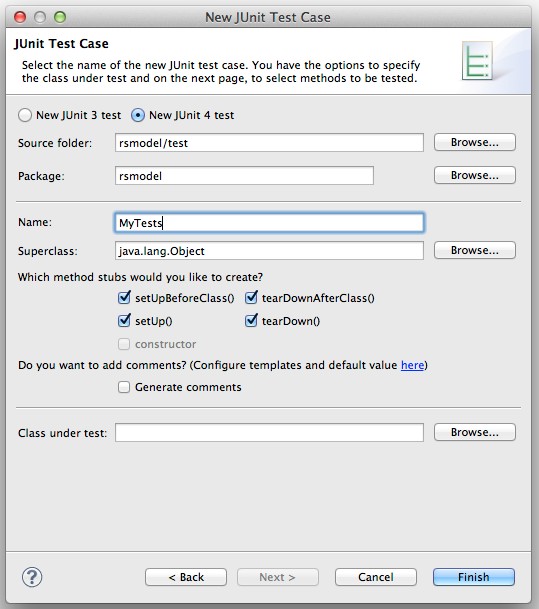 New JUnit Test Case
JUnit Test Case
Select the name of the new JUnit test case. You have the options to specify
the class under test and on the next page, to select methods to be tested.
New JUnit 3 test New JUnit 4 test
Source folder: rsmodel/test Browse...
Package: rsmodel Browse...
Name: MyTests
Superclass: java.lang.Object Browse...
Which method stubs would you like to create?
setUpBeforeClass() tearDownAfterClass()
setUp() tearDown()
constructor
Do you want to add comments? (Configure templates and default value here)
Generate comments
Class under test: Browse...
? < Back Next > Cancel Finish